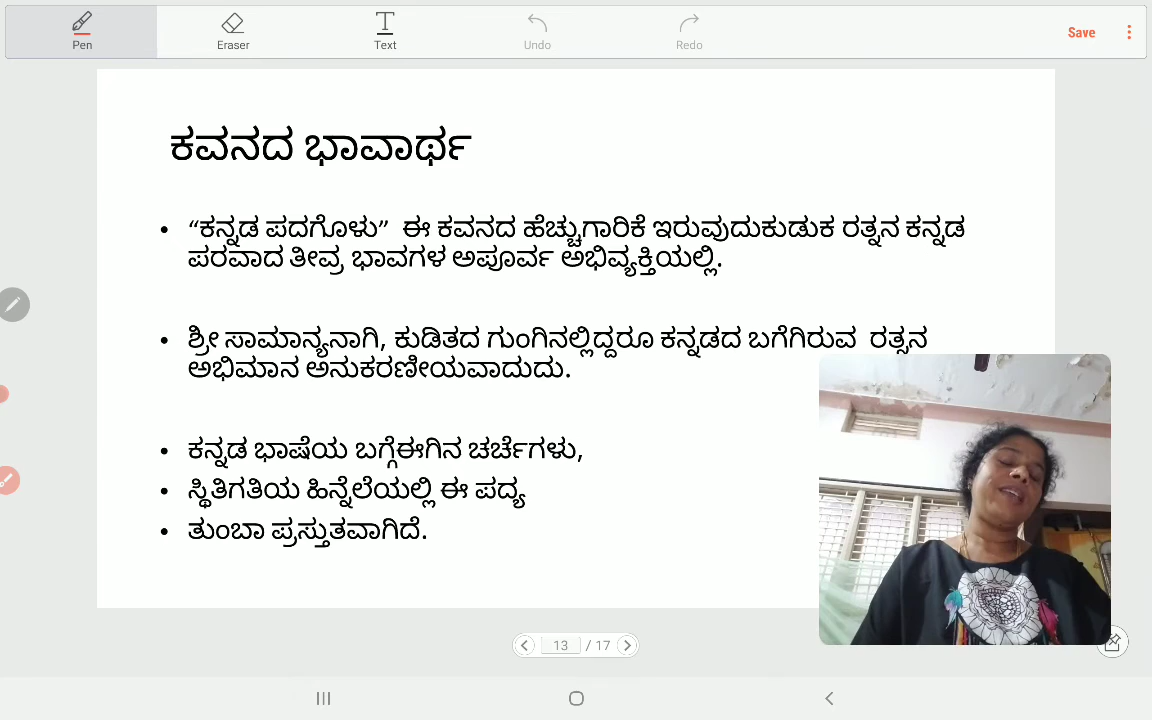 Pen
Eraser
Text
Undo
Redo
Save
ಕವನದ ಭಾವಾರ್ಥ
• “ಕನ್ನಡ ಪದಗೊಳು” ಈ ಕವನದ ಹೆಚ್ಚುಗಾರಿಕೆ ಇರುವುದುಕುಡುಕ ರತ್ನನ ಕನ್ನಡ
ಪರವಾದ ತೀವ್ರ ಭಾವಗಳ ಅಪೂರ್ವ ಅಭಿವ್ಯಕ್ತಿಯಲ್ಲಿ.
• ಶ್ರೀ ಸಾಮಾನ್ಯನಾಗಿ, ಕುಡಿತದ ಗುಂಗಿನಲ್ಲಿದ್ದರೂ ಕನ್ನಡದ ಬಗೆಗಿರುವ ರತ್ನನ
ಅಭಿಮಾನ ಅನುಕರಣೀಯವಾದುದು.
• ಕನ್ನಡ ಭಾಷೆಯ ಬಗ್ಗೆಈಗಿನ ಚರ್ಚೆಗಳು,
• ಸ್ಥಿತಿಗತಿಯ ಹಿನ್ನೆಲೆಯಲ್ಲಿ ಈ ಪದ್ಯ
• ತುಂಬಾ ಪ್ರಸ್ತುತವಾಗಿದೆ.
13 / 17